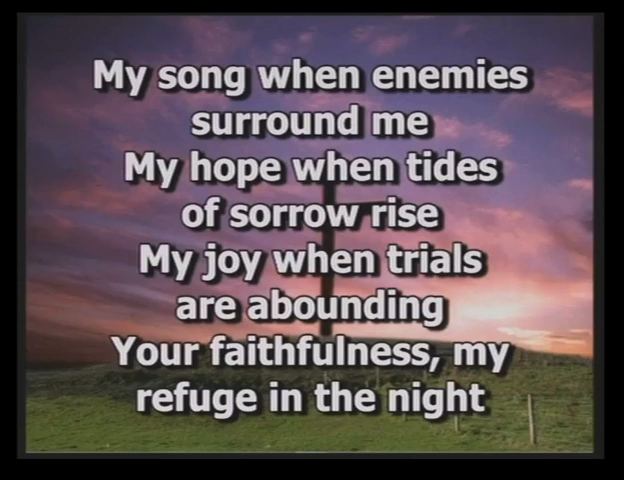 My song when enemies
surround me
My hope when tides
of sorrow rise
My joy when trials
are abounding
Your faithfulness, my
refuge in the night